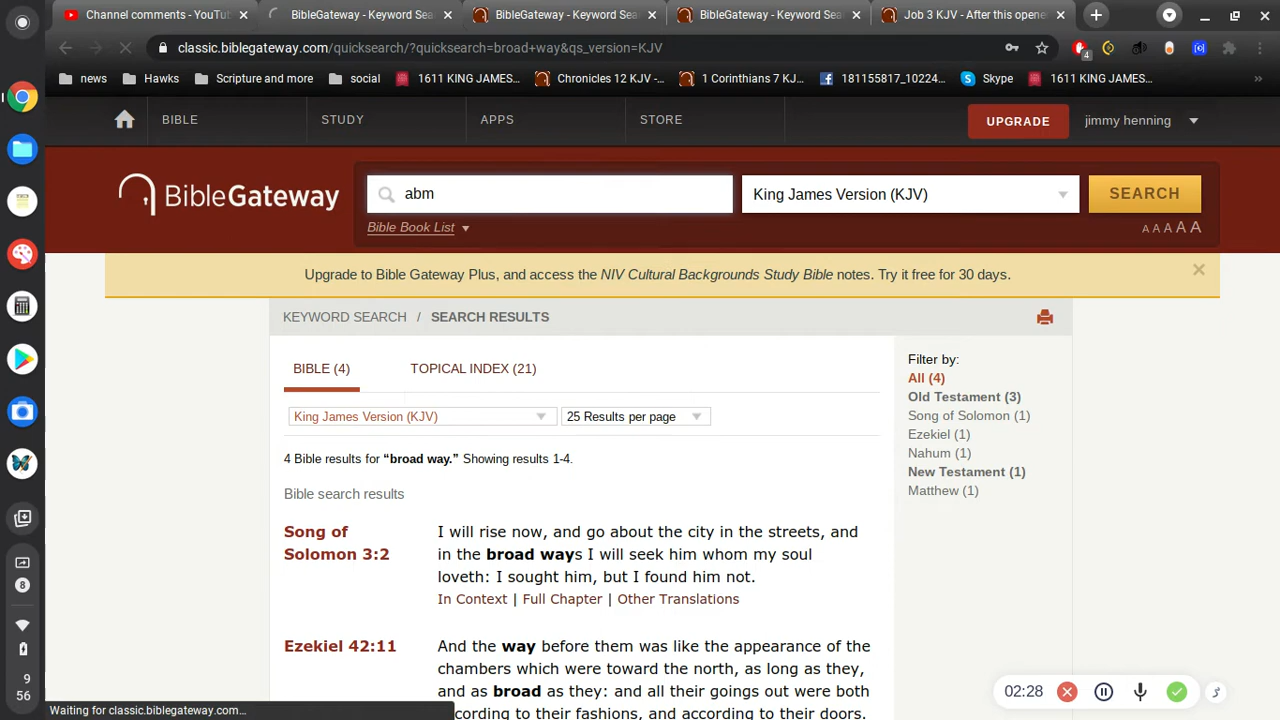 Channel comments - YouTu
BibleGateway - Keyword Sea
BibleGateway - Keyword Sea
BibleGateway - Keyword Sea
Job 3 KJV - After this opene
classic.biblegateway.com/quicksearch/?quicksearch=broad+way&qs_version=KJV
4
news
Hawks
Scripture and more
social
1611 KING JAMES...
Chronicles 12 KJV -...
1 Corinthians 7 KJ...
181155817_10224...
Skype
1611 KING JAMES...
BIBLE
STUDY
APPS
STORE
UPGRADE
jimmy henning
BibleGateway
abm
King James Version (KJV)
SEARCH
Bible Book List
A A A A A
Upgrade to Bible Gateway Plus, and access the NIV Cultural Backgrounds Study Bible notes. Try it free for 30 days.
KEYWORD SEARCH / SEARCH RESULTS
BIBLE (4)
TOPICAL INDEX (21)
King James Version (KJV)
25 Results per page
4 Bible results for “broad way.” Showing results 1-4.
Bible search results
Song of Solomon 3:2
I will rise now, and go about the city in the streets, and
in the broad ways I will seek him whom my soul
loveth: I sought him, but I found him not.
In Context | Full Chapter | Other Translations
Ezekiel 42:11
And the way before them was like the appearance of the
chambers which were toward the north, as long as they,
and as broad as they: and all their goings out were both
according to their fashions, and according to their doors.
Filter by:
All (4)
Old Testament (3)
Song of Solomon (1)
Ezekiel (1)
Nahum (1)
New Testament (1)
Matthew (1)
8
9
56
Waiting for classic.biblegateway.com...
02:28